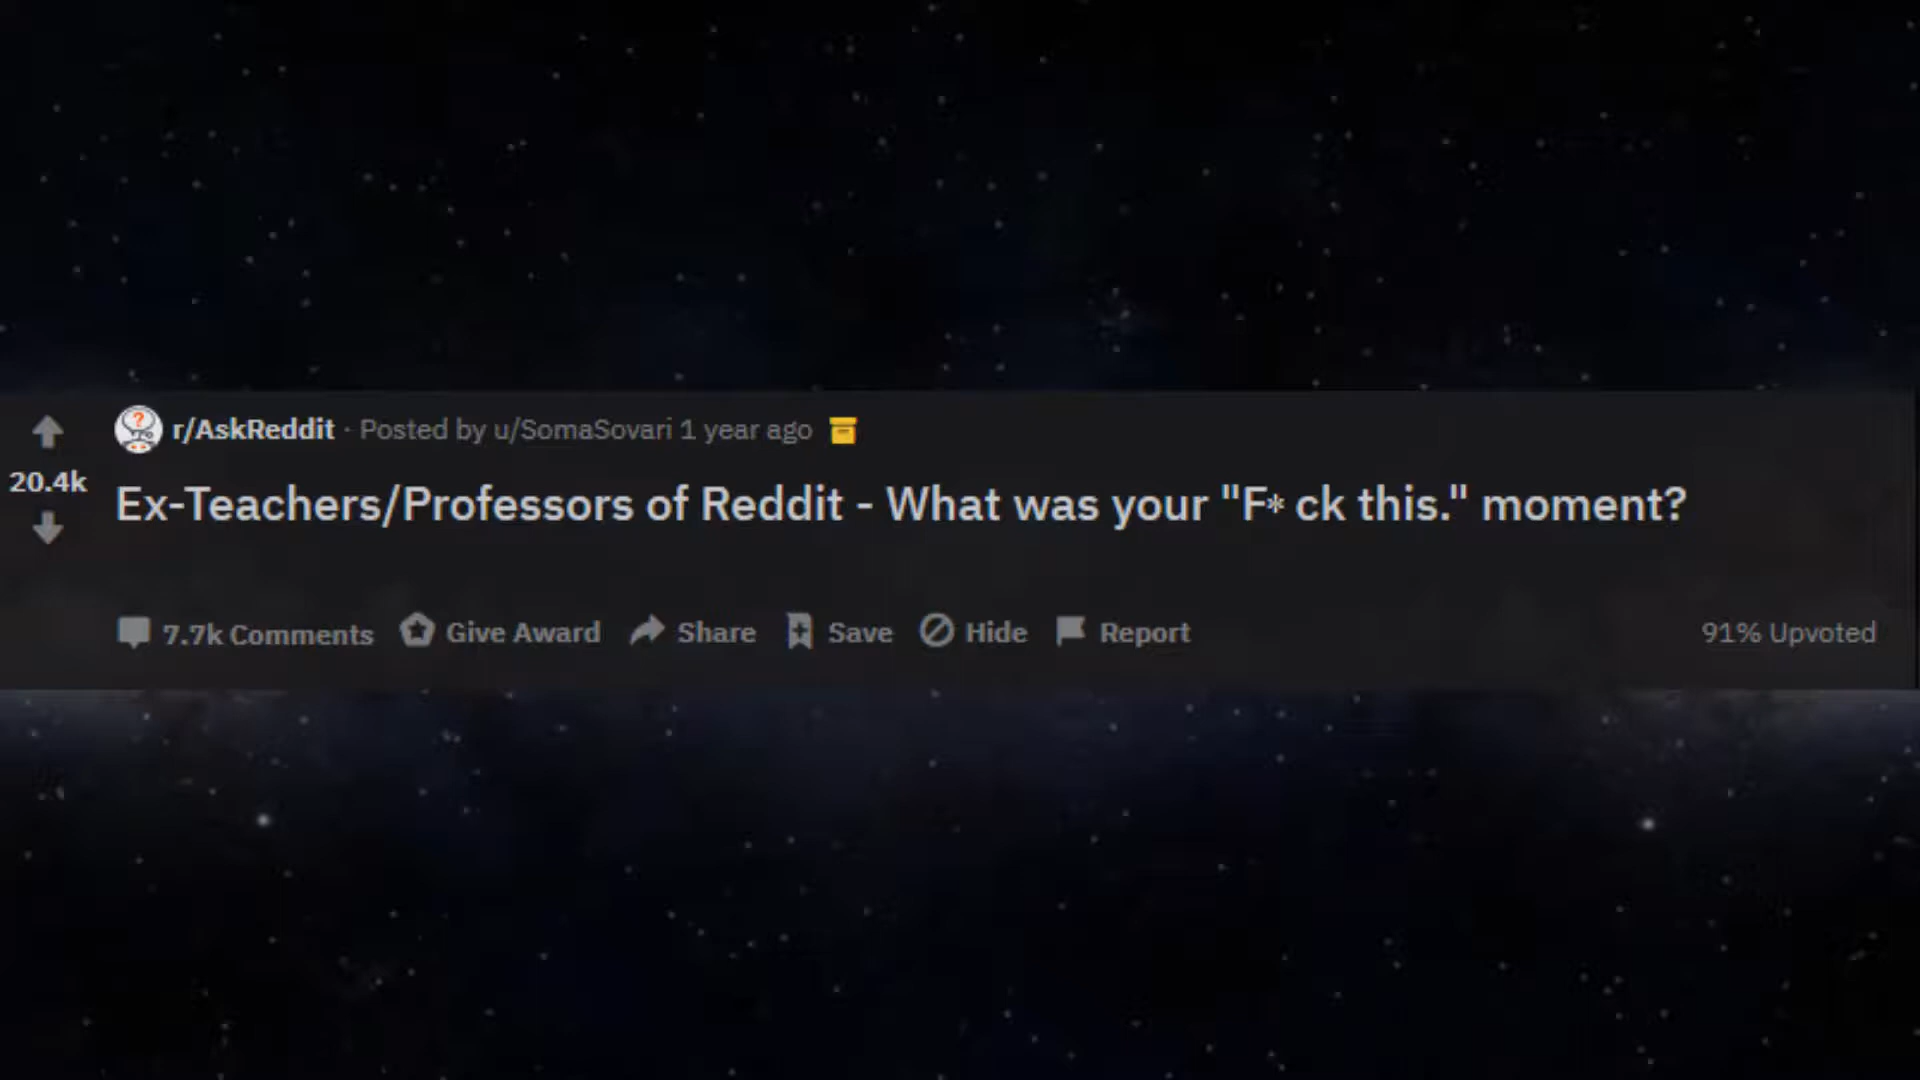 r/AskReddit · Posted by u/SomaSovari 1 year ago
20.4k
Ex-Teachers/Professors of Reddit - What was your "F* ck this." moment?
7.7k Comments Give Award Share Save Hide Report 91% Upvoted